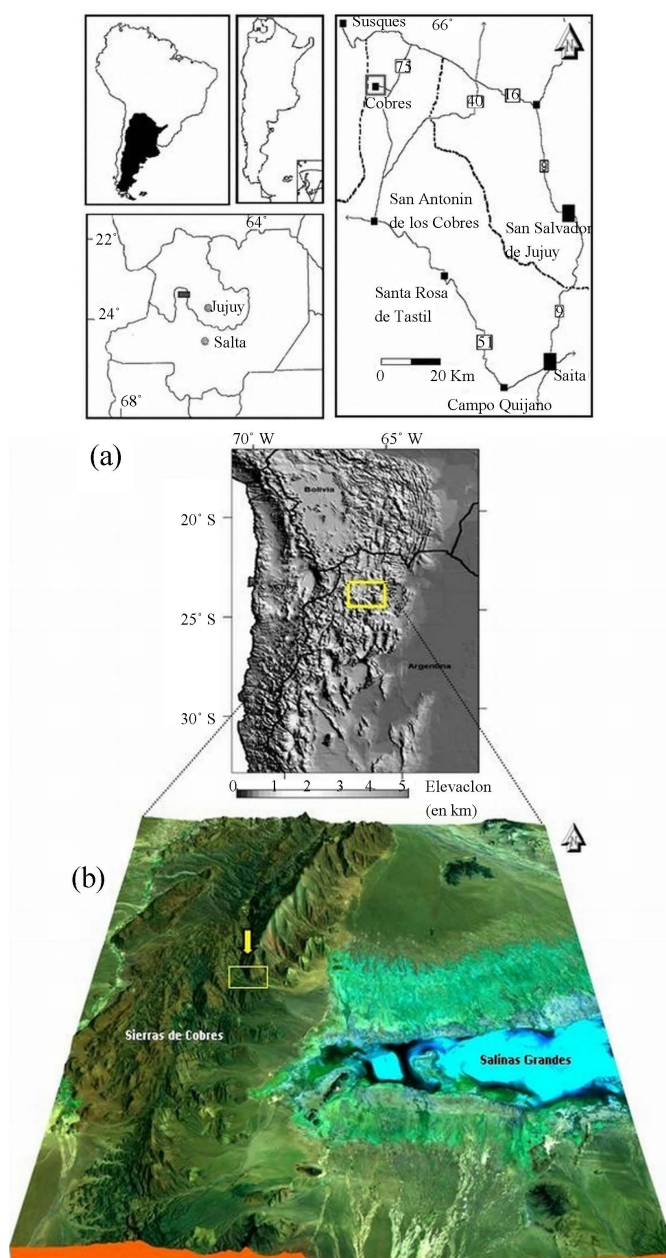 Susques
66°
N
75
Cobres
40
16
9
San Antonin
de los Cobres
San Salvador
de Jujuy
Santa Rosa
de Tastil
9
51
0 20 Km
Saita
Campo Quijano
64°
22°
24°
Jujuy
Salta
68°
(a)
70° W
65° W
Bolivia
20° S
25° S
Argentina
30° S
0 1 2 3 4 5
Elevaclon
(en km)
(b)
Sierras de Cobres
Salinas Grandes